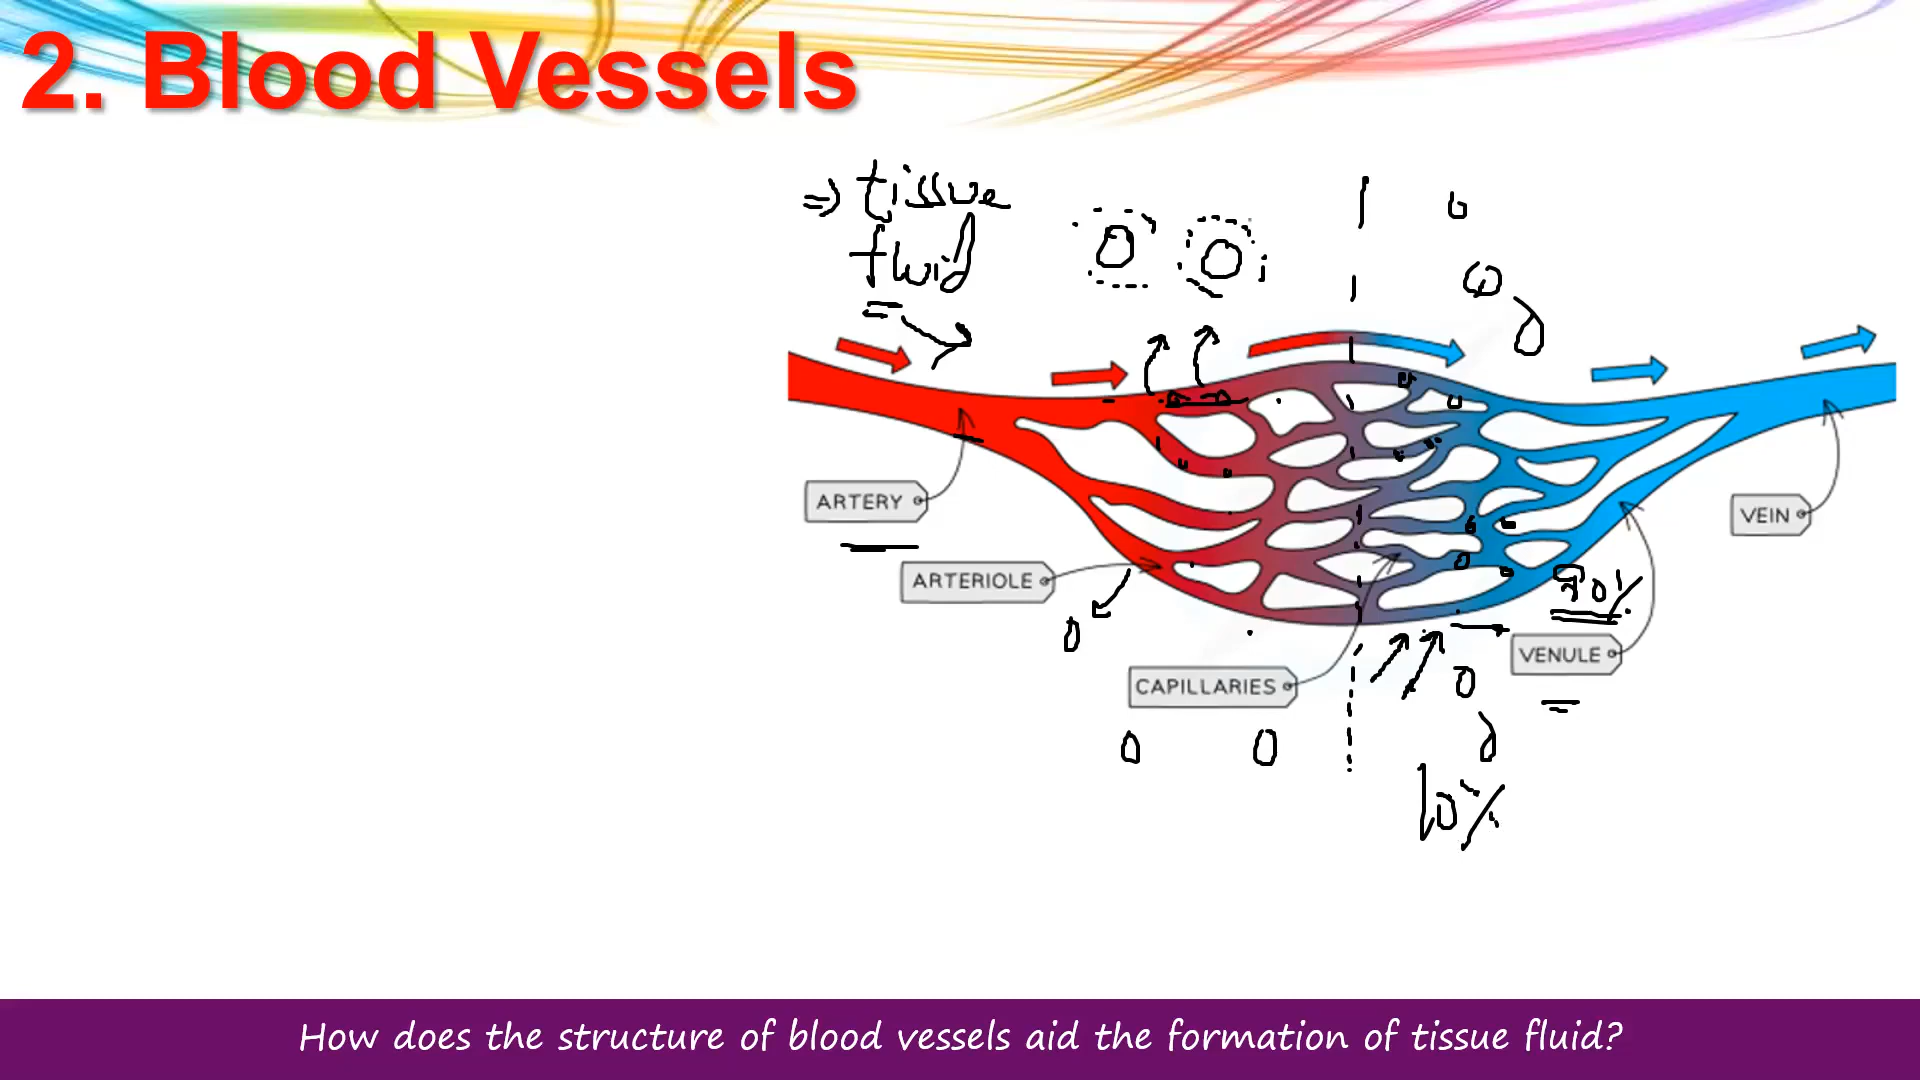 2. Blood Vessels
⇒ tissue
fluid
ARTERY
VEIN
ARTERIOLE
90%
VENULE
CAPILLARIES
10%
How does the structure of blood vessels aid the formation of tissue fluid?